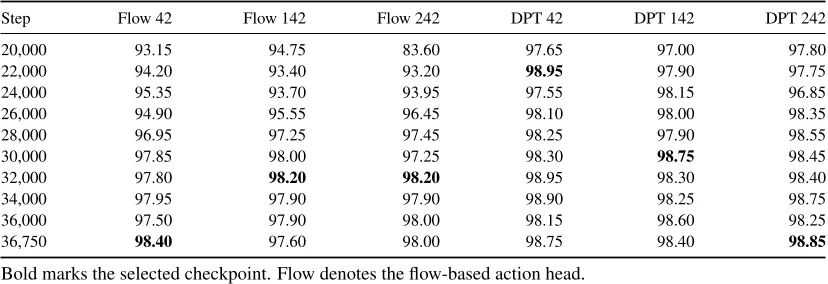 Step Flow 42 Flow 142 Flow 242 DPT 42 DPT 142 DPT 242
20,000 93.15 94.75 83.60 97.65 97.00 97.80
22,000 94.20 93.40 93.20 98.95 97.90 97.75
24,000 95.35 93.70 93.95 97.55 98.15 96.85
26,000 94.90 95.55 96.45 98.10 98.00 98.35
28,000 96.95 97.25 97.45 98.25 97.90 98.55
30,000 97.85 98.00 97.25 98.30 98.75 98.45
32,000 97.80 98.20 98.20 98.95 98.30 98.40
34,000 97.95 97.90 97.90 98.90 98.25 98.75
36,000 97.50 97.90 98.00 98.15 98.60 98.25
36,750 98.40 97.60 98.00 98.75 98.40 98.85
Bold marks the selected checkpoint. Flow denotes the flow-based action head.